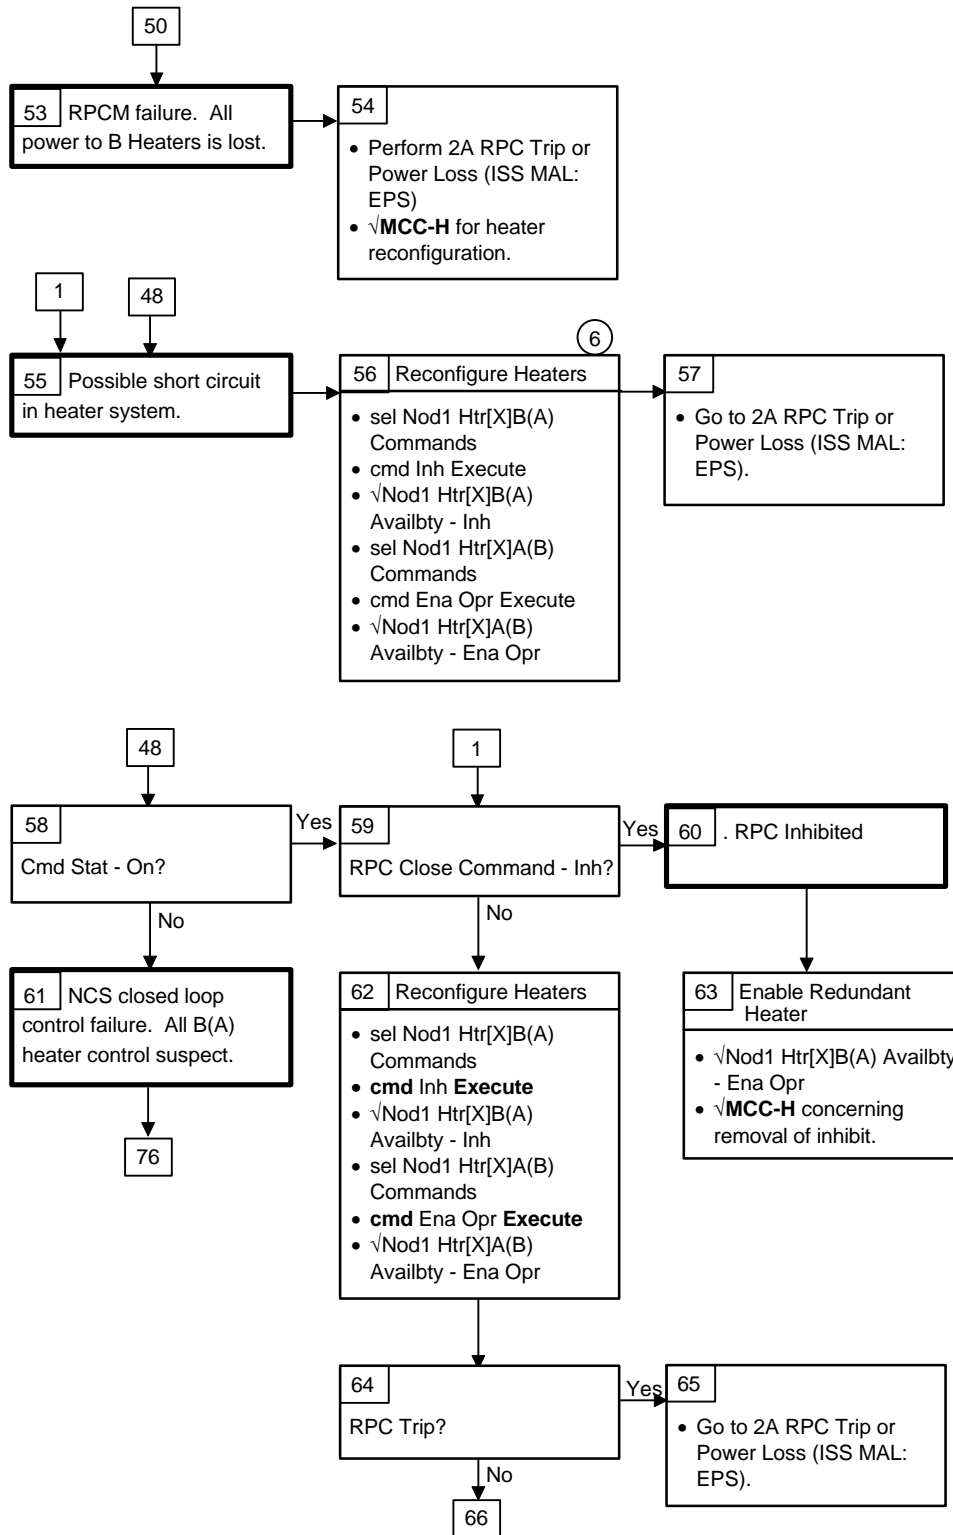 50
53 RPCM failure. All
power to B Heaters is lost.
54
• Perform 2A RPC Trip or
Power Loss (ISS MAL:
EPS)
• √MCC-H for heater
reconfiguration.
1
48
55 Possible short circuit
in heater system.
6
56 Reconfigure Heaters
• sel Nod1 Htr[X]B(A)
Commands
• cmd Inh Execute
• √Nod1 Htr[X]B(A)
Availbty - Inh
• sel Nod1 Htr[X]A(B)
Commands
• cmd Ena Opr Execute
• √Nod1 Htr[X]A(B)
Availbty - Ena Opr
57
• Go to 2A RPC Trip or
Power Loss (ISS MAL:
EPS).
48
1
58
Cmd Stat - On?
Yes
No
59
RPC Close Command - Inh?
Yes
No
60 . RPC Inhibited
61 NCS closed loop
control failure. All B(A)
heater control suspect.
76
62 Reconfigure Heaters
• sel Nod1 Htr[X]B(A)
Commands
• cmd Inh Execute
• √Nod1 Htr[X]B(A)
Availbty - Inh
• sel Nod1 Htr[X]A(B)
Commands
• cmd Ena Opr Execute
• √Nod1 Htr[X]A(B)
Availbty - Ena Opr
63 Enable Redundant
Heater
• √Nod1 Htr[X]B(A) Availbty
- Ena Opr
• √MCC-H concerning
removal of inhibit.
64
RPC Trip?
Yes
No
65
• Go to 2A RPC Trip or
Power Loss (ISS MAL:
EPS).
66